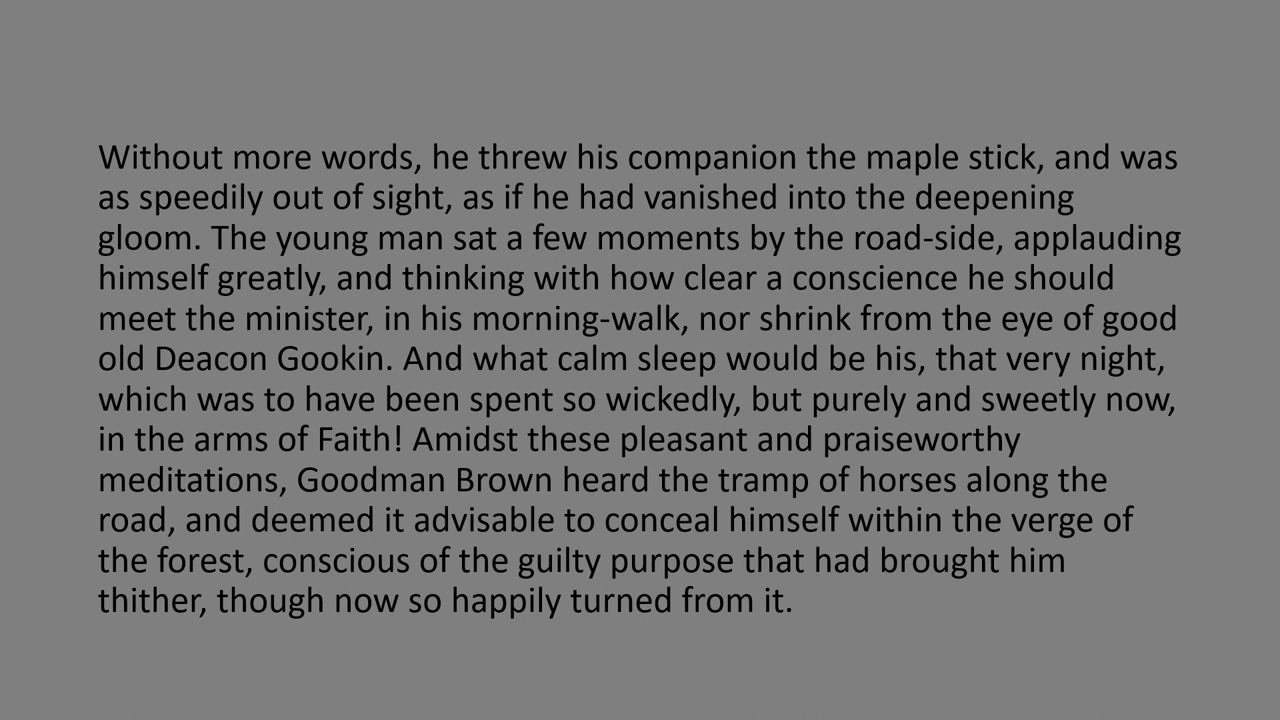 Without more words, he threw his companion the maple stick, and was
as speedily out of sight, as if he had vanished into the deepening
gloom. The young man sat a few moments by the road-side, applauding
himself greatly, and thinking with how clear a conscience he should
meet the minister, in his morning-walk, nor shrink from the eye of good
old Deacon Gookin. And what calm sleep would be his, that very night,
which was to have been spent so wickedly, but purely and sweetly now,
in the arms of Faith! Amidst these pleasant and praiseworthy
meditations, Goodman Brown heard the tramp of horses along the
road, and deemed it advisable to conceal himself within the verge of
the forest, conscious of the guilty purpose that had brought him
thither, though now so happily turned from it.